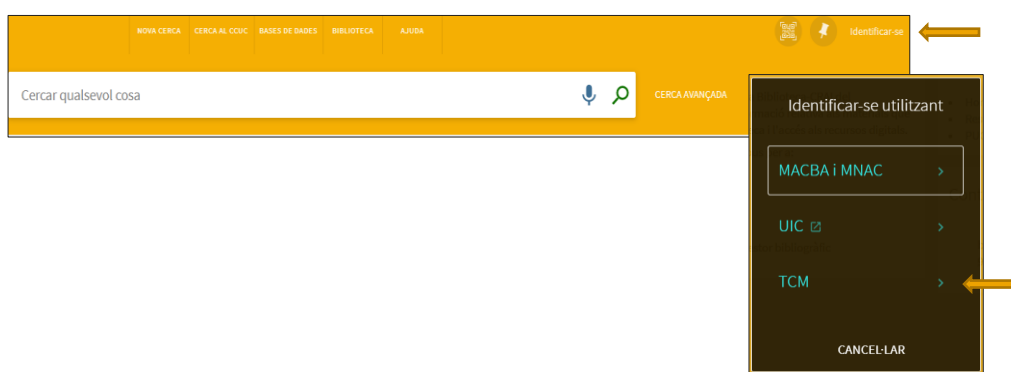 NOVA CERCA CERCA AL CCUC BASES DE DADES BIBLIOTECA AJUDA Identificar-se
Cercar qualsevol cosa CERCA AVANÇADA
Identificar-se utilitzant
MACBA i MNAC
UIC
TCM
CANCEL·LAR